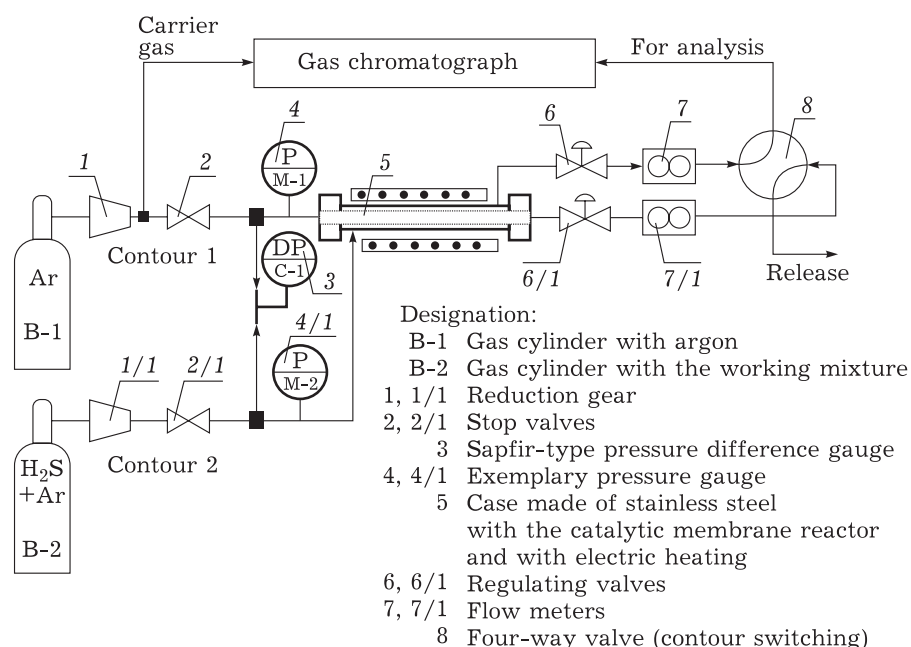 Carrier
gas
For analysis
Gas chromatograph
4
6
7
8
1
2
5
P
M-1
Contour 1
DP
C-1
3
6/1
7/1
Release
Ar
B-1
4/1
1/1
2/1
P
M-2
Contour 2
H₂S
+Ar
B-2
Designation:
B-1 Gas cylinder with argon
B-2 Gas cylinder with the working mixture
1, 1/1 Reduction gear
2, 2/1 Stop valves
3 Sapfir-type pressure difference gauge
4, 4/1 Exemplary pressure gauge
5 Case made of stainless steel
with the catalytic membrane reactor
and with electric heating
6, 6/1 Regulating valves
7, 7/1 Flow meters
8 Four-way valve (contour switching)